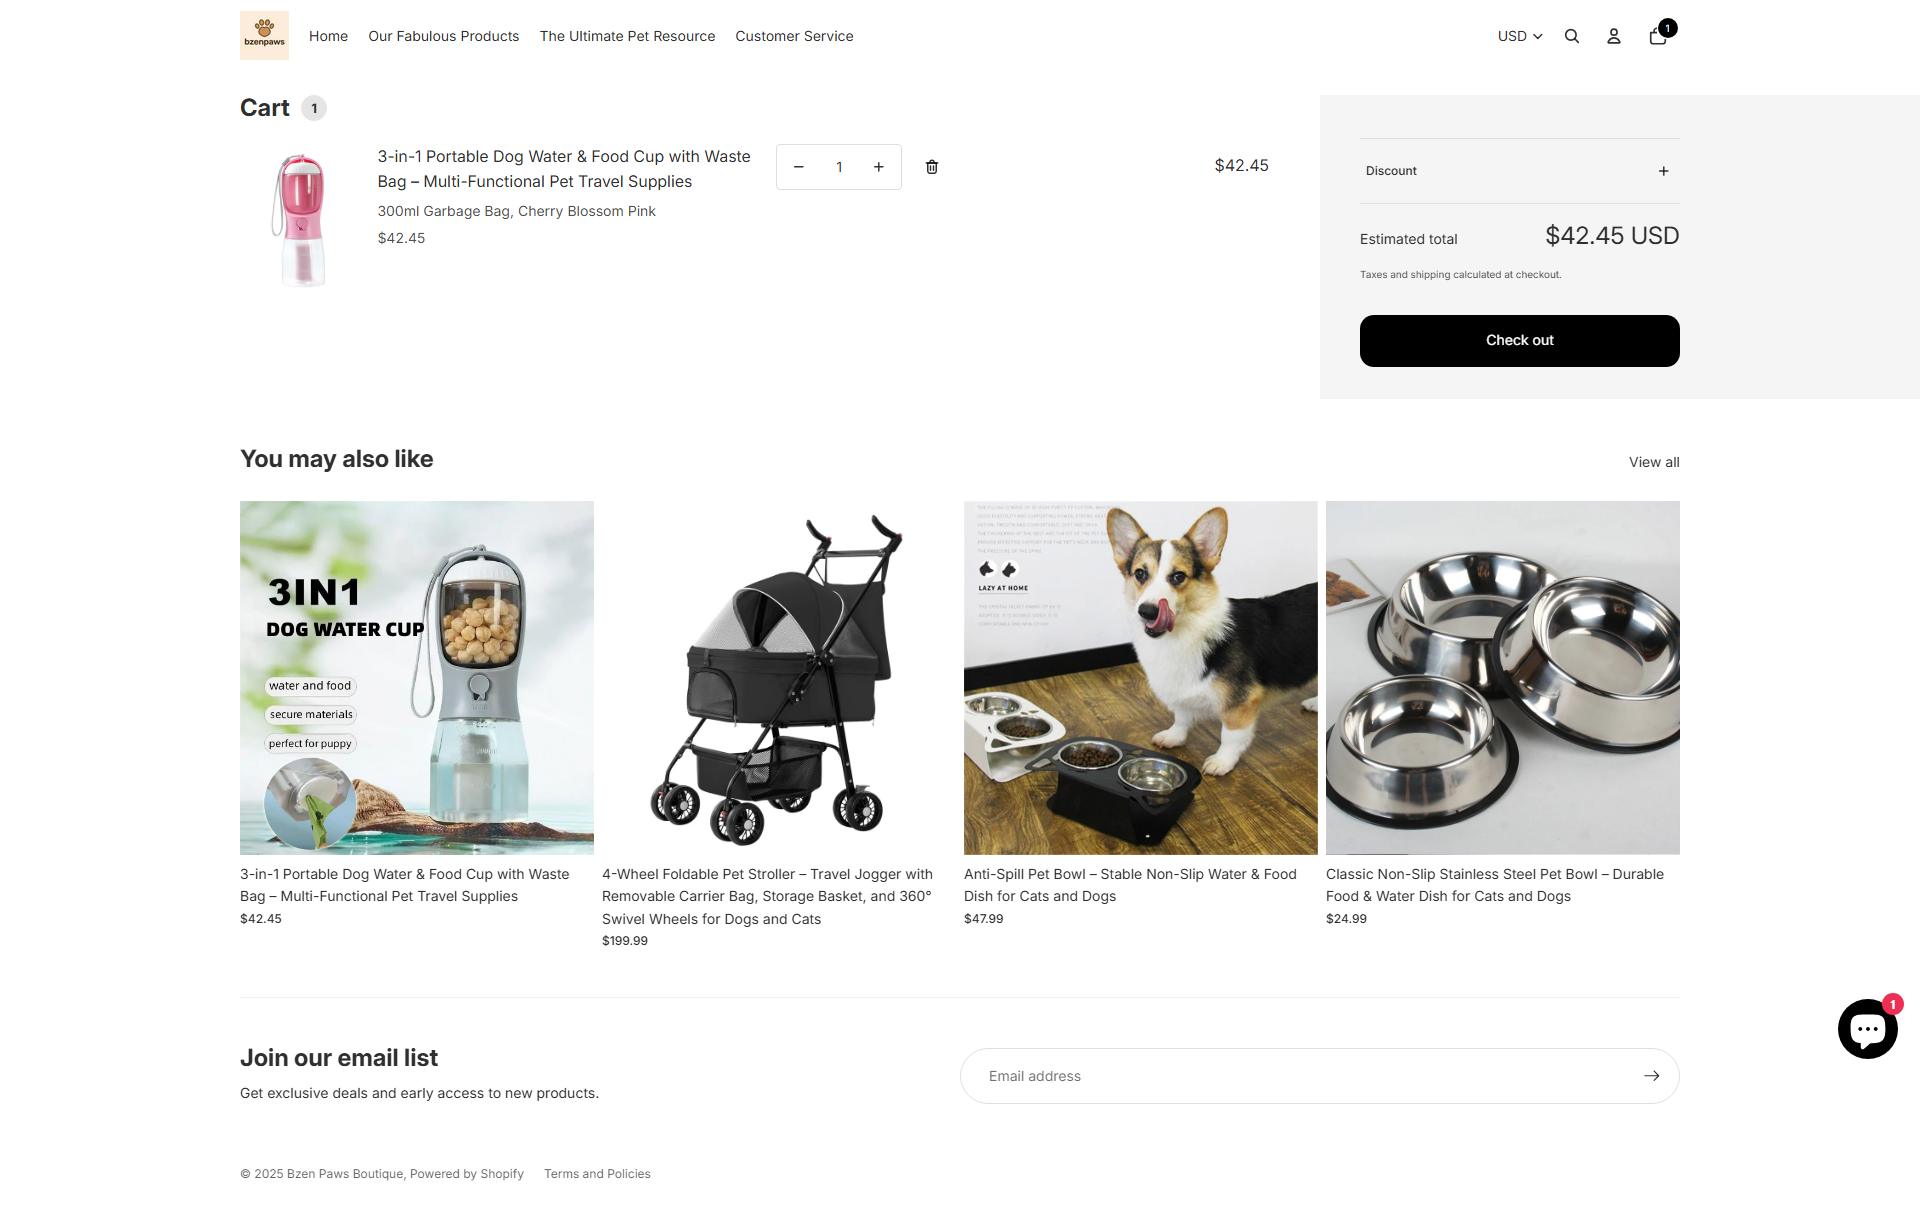 bzenpaws
Home
Our Fabulous Products
The Ultimate Pet Resource
Customer Service
USD
1
Cart 1
3-in-1 Portable Dog Water & Food Cup with Waste
Bag – Multi-Functional Pet Travel Supplies
300ml Garbage Bag, Cherry Blossom Pink
$42.45
− 1 +
$42.45
Discount +
Estimated total $42.45 USD
Taxes and shipping calculated at checkout.
Check out
You may also like
View all
3IN1
DOG WATER CUP
water and food
secure materials
perfect for puppy
LAZY AT HOME
3-in-1 Portable Dog Water & Food Cup with Waste
Bag – Multi-Functional Pet Travel Supplies
$42.45
4-Wheel Foldable Pet Stroller – Travel Jogger with
Removable Carrier Bag, Storage Basket, and 360°
Swivel Wheels for Dogs and Cats
$199.99
Anti-Spill Pet Bowl – Stable Non-Slip Water & Food
Dish for Cats and Dogs
$47.99
Classic Non-Slip Stainless Steel Pet Bowl – Durable
Food & Water Dish for Cats and Dogs
$24.99
1
Join our email list
Get exclusive deals and early access to new products.
Email address
© 2025 Bzen Paws Boutique, Powered by Shopify
Terms and Policies